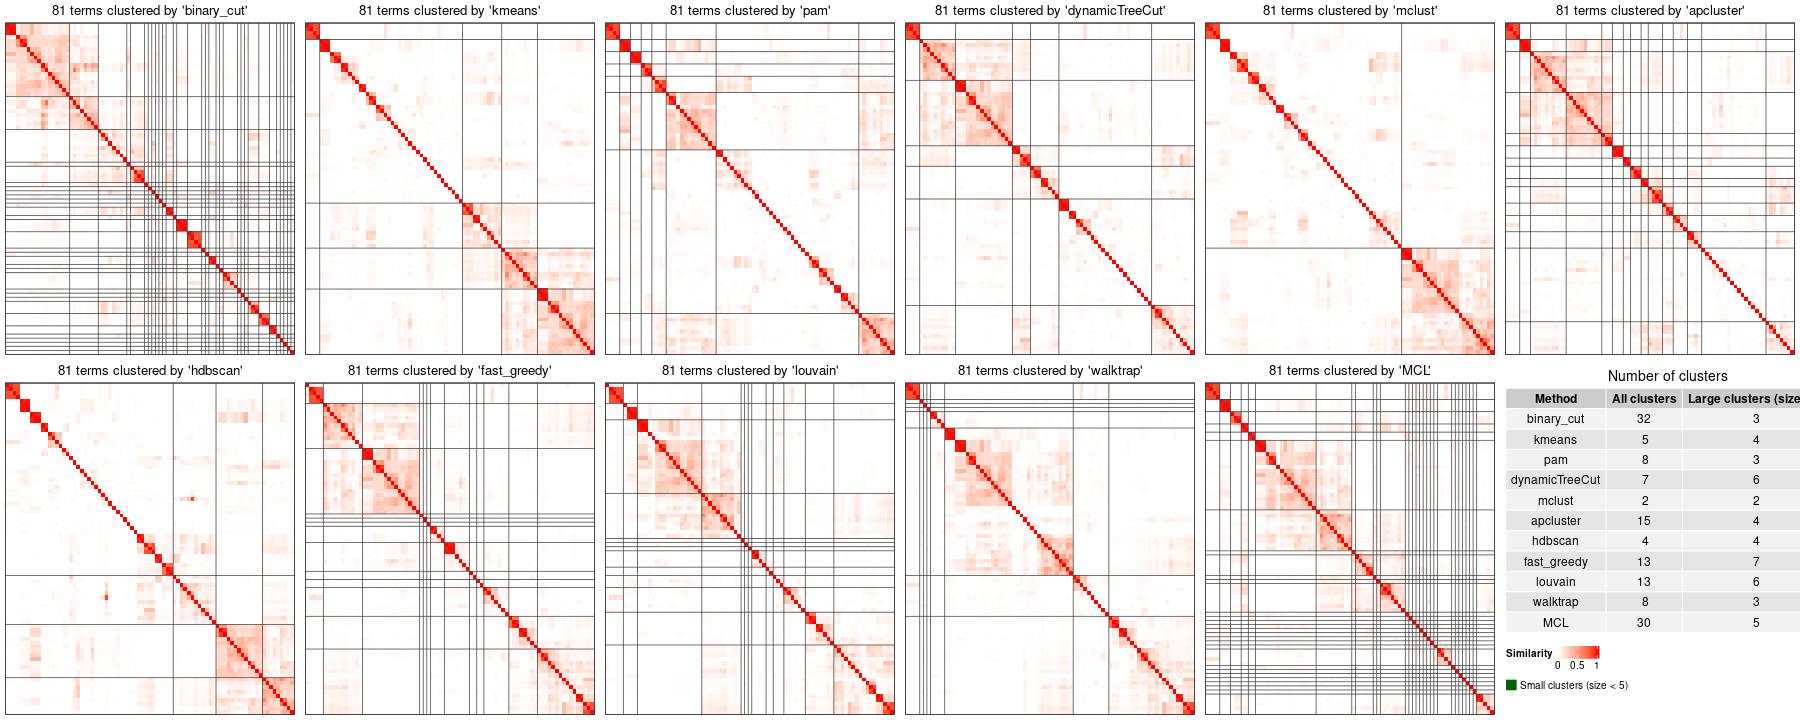 81 terms clustered by 'binary_cut'
81 terms clustered by 'kmeans'
81 terms clustered by 'pam'
81 terms clustered by 'dynamicTreeCut'
81 terms clustered by 'mclust'
81 terms clustered by 'apcluster'
81 terms clustered by 'hdbscan'
81 terms clustered by 'fast_greedy'
81 terms clustered by 'louvain'
81 terms clustered by 'walktrap'
81 terms clustered by 'MCL'
Number of clusters
Method All clusters Large clusters (size
binary_cut 32 3
kmeans 5 4
pam 8 3
dynamicTreeCut 7 6
mclust 2 2
apcluster 15 4
hdbscan 4 4
fast_greedy 13 7
louvain 13 6
walktrap 8 3
MCL 30 5
Similarity
0 0.5 1
Small clusters (size < 5)